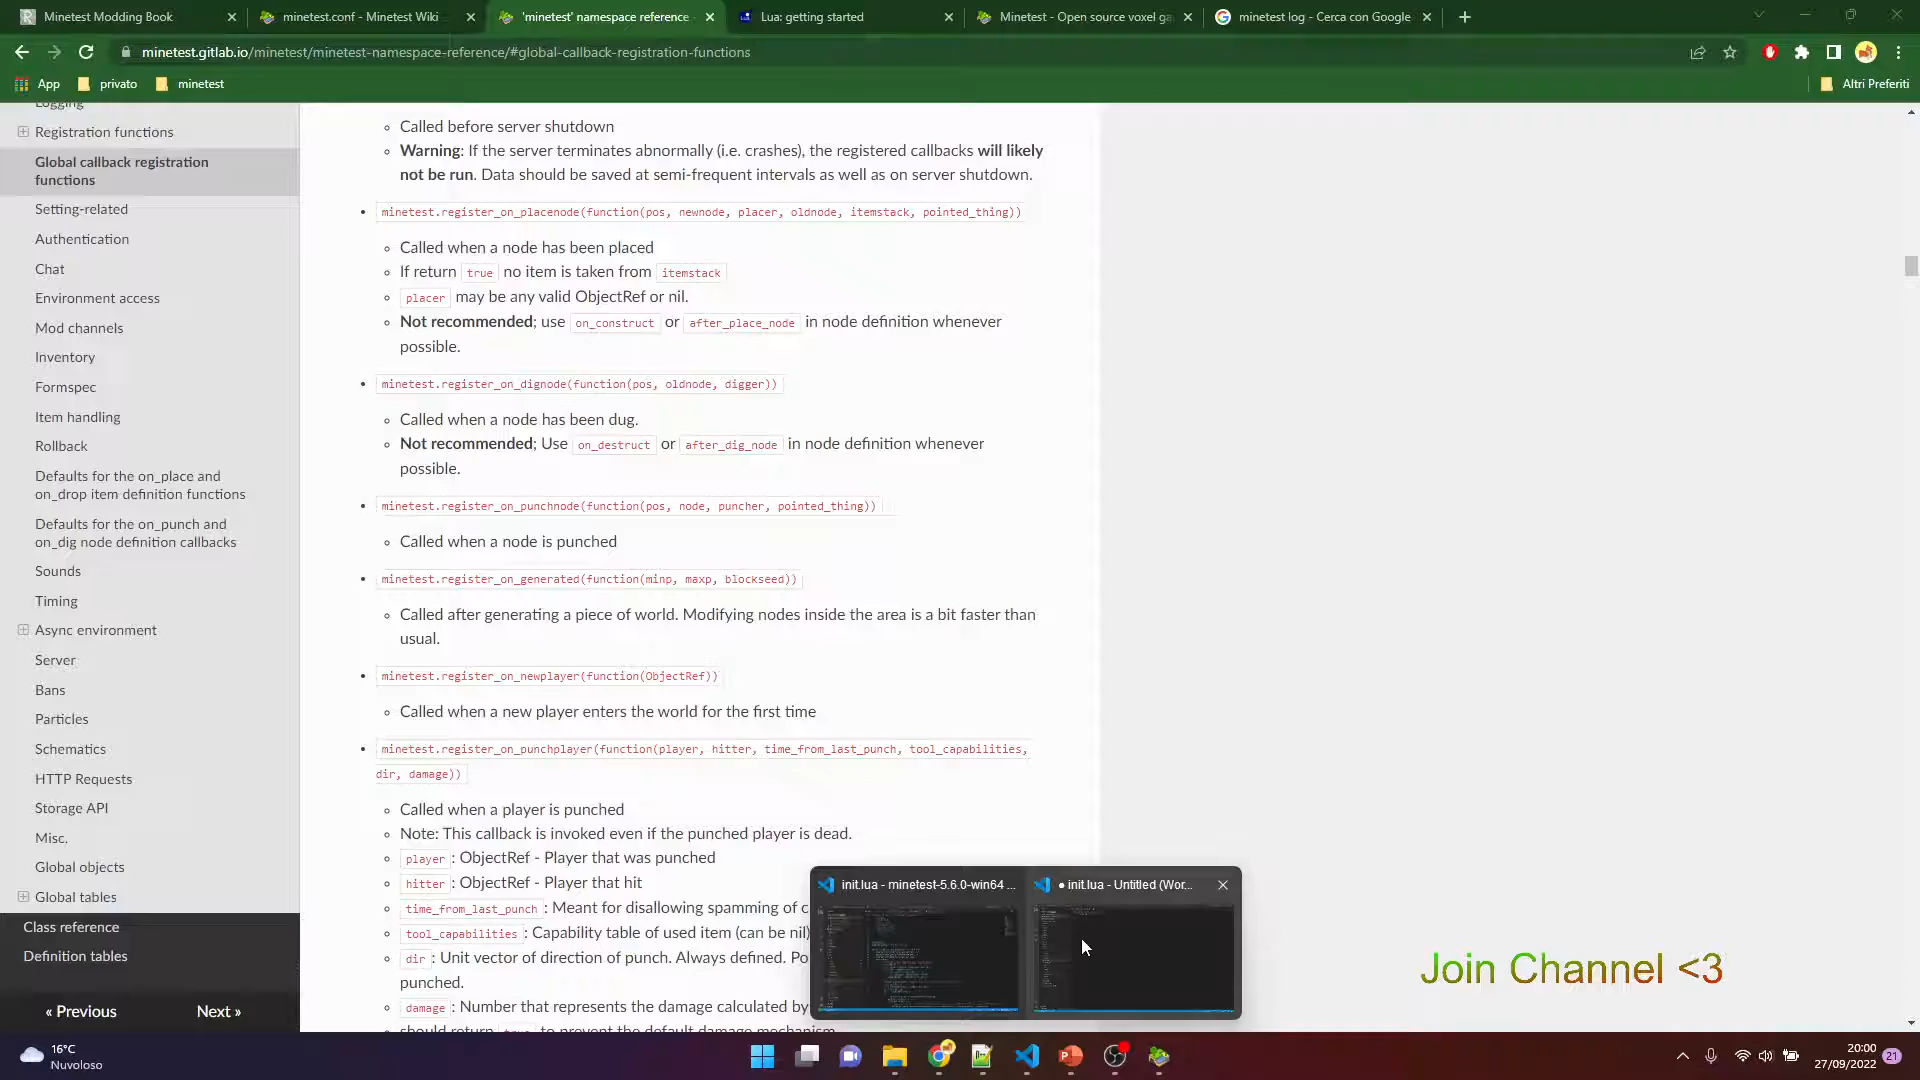 Minetest Modding Book
minetest.conf - Minetest Wiki
'minetest' namespace reference
Lua: getting started
Minetest - Open source voxel ga
minetest log - Cerca con Google
minetest.gitlab.io/minetest/minetest-namespace-reference/#global-callback-registration-functions
App
privato
minetest
Altri Preferiti
Logging
Registration functions
Global callback registration
functions
Setting-related
Authentication
Chat
Environment access
Mod channels
Inventory
Formspec
Item handling
Rollback
Defaults for the on_place and
on_drop item definition functions
Defaults for the on_punch and
on_dig node definition callbacks
Sounds
Timing
Async environment
Server
Bans
Particles
Schematics
HTTP Requests
Storage API
Misc.
Global objects
Global tables
Class reference
Definition tables
« Previous
Next »
Called before server shutdown
Warning: If the server terminates abnormally (i.e. crashes), the registered callbacks will likely
not be run. Data should be saved at semi-frequent intervals as well as on server shutdown.
minetest.register_on_placenode(function(pos, newnode, placer, oldnode, itemstack, pointed_thing))
Called when a node has been placed
If return true no item is taken from itemstack
placer may be any valid ObjectRef or nil.
Not recommended; use on_construct or after_place_node in node definition whenever
possible.
minetest.register_on_dignode(function(pos, oldnode, digger))
Called when a node has been dug.
Not recommended; Use on_destruct or after_dig_node in node definition whenever
possible.
minetest.register_on_punchnode(function(pos, node, puncher, pointed_thing))
Called when a node is punched
minetest.register_on_generated(function(minp, maxp, blockseed))
Called after generating a piece of world. Modifying nodes inside the area is a bit faster than
usual.
minetest.register_on_newplayer(function(ObjectRef))
Called when a new player enters the world for the first time
minetest.register_on_punchplayer(function(player, hitter, time_from_last_punch, tool_capabilities,
dir, damage))
Called when a player is punched
Note: This callback is invoked even if the punched player is dead.
player: ObjectRef - Player that was punched
hitter: ObjectRef - Player that hit
time_from_last_punch: Meant for disallowing spamming of c
tool_capabilities: Capability table of used item (can be nil)
dir: Unit vector of direction of punch. Always defined. Po
punched.
damage: Number that represents the damage calculated by
should return true to prevent the default damage mechanism
init.lua - minetest-5.6.0-win64 ...
● init.lua - Untitled (Wor...
Join Channel <3
16°C
Nuvoloso
20:00
27/09/2022
21